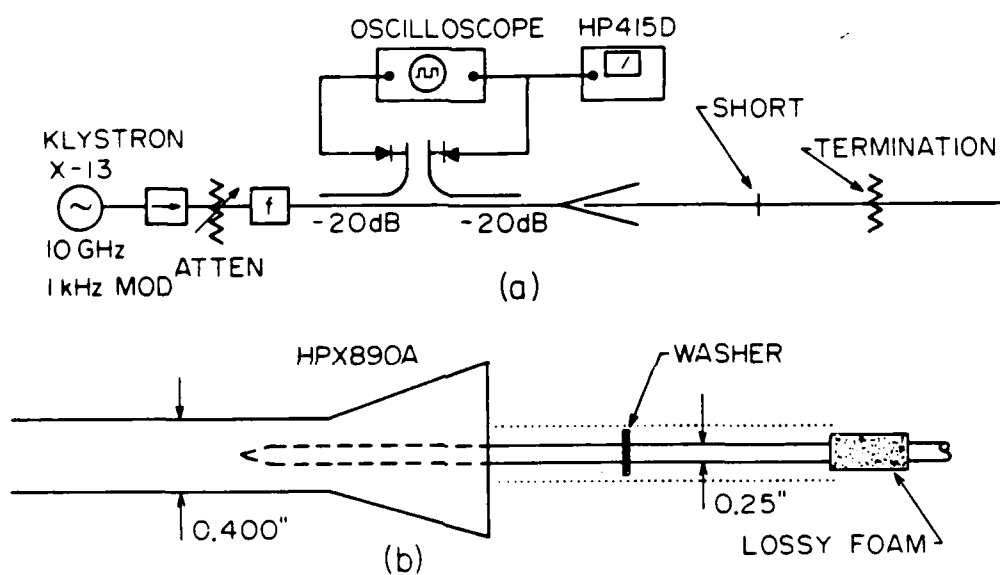 OSCILLOSCOPE
HP415D
KLYSTRON
X-13
SHORT
TERMINATION
~
f
-20dB
-20dB
10 GHz
1 kHz MOD
ATTEN
(a)
HPX890A
WASHER
0.400"
0.25"
LOSSY FOAM
(b)